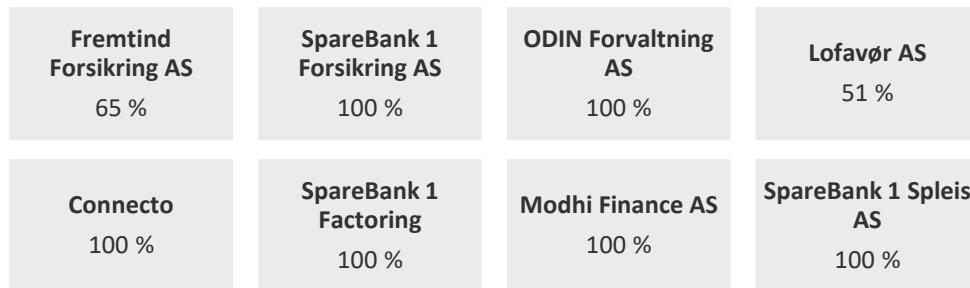 Fremtind
Forsikring AS
65 %
SpareBank 1
Forsikring AS
100 %
ODIN Forvaltning
AS
100 %
Lofavør AS
51 %
Connecto
100 %
SpareBank 1
Factoring
100 %
Modhi Finance AS
100 %
SpareBank 1 Spleis
AS
100 %